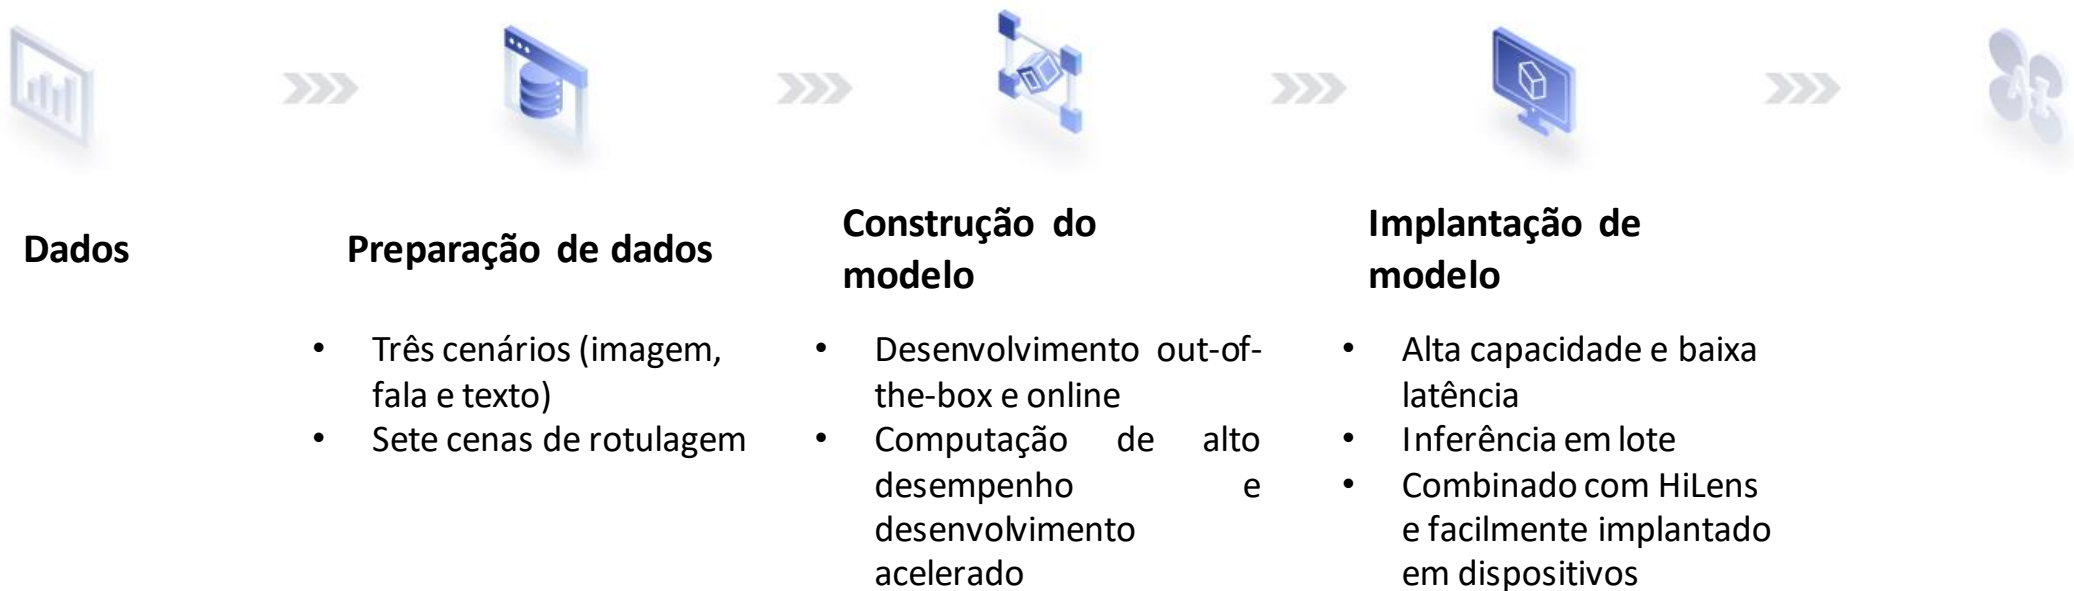 AI
Dados
Preparação de dados
Construção do
modelo
Implantação de
modelo
• Três cenários (imagem,
fala e texto)
• Sete cenas de rotulagem
• Desenvolvimento out-of-
the-box e online
• Computação de alto
desempenho e
desenvolvimento
acelerado
• Alta capacidade e baixa
latência
• Inferência em lote
• Combinado com HiLens
e facilmente implantado
em dispositivos